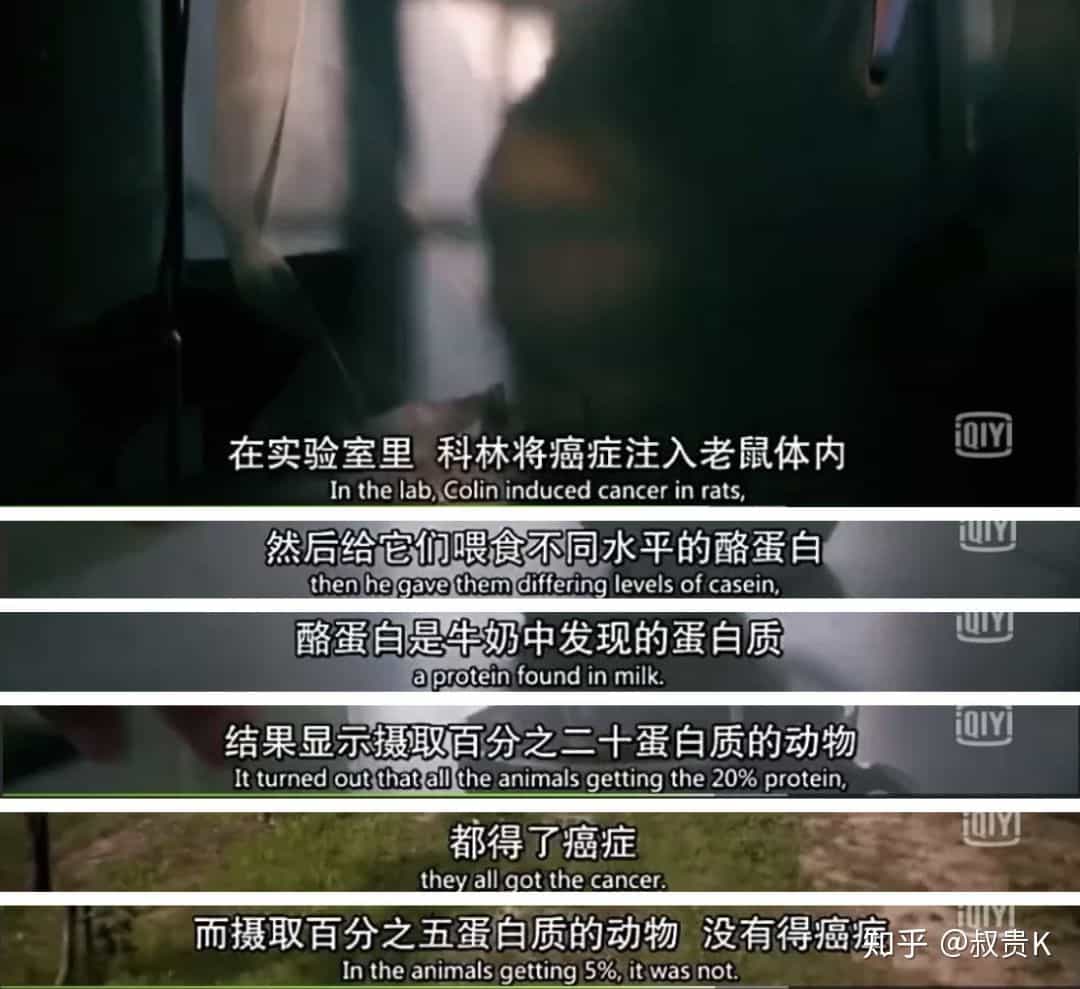 iQIYI
在实验室里 科林将癌症注入老鼠体内
In the lab, Colin induced cancer in rats,
然后给它们喂食不同水平的酪蛋白
then he gave them differing levels of casein,
酪蛋白是牛奶中发现的蛋白质
a protein found in milk.
结果显示摄取百分之二十蛋白质的动物
It turned out that all the animals getting the 20% protein,
都得了癌症
they all got the cancer.
而摄取百分之五蛋白质的动物 没有得癌症
In the animals getting 5%, it was not.
知乎 @叔贵K